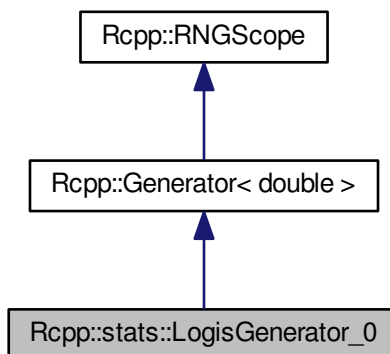 Rcpp::RNGScope
Rcpp::Generator< double >
Rcpp::stats::LogisGenerator_0